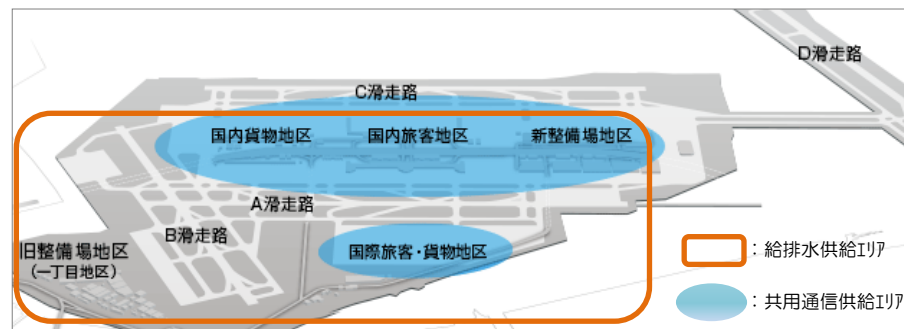 D滑走路
C滑走路
国内貨物地区
国内旅客地区
新整備場地区
A滑走路
B滑走路
旧整備場地区
(一丁目地区)
国際旅客・貨物地区
：給排水供給ｴﾘｱ
：共用通信供給ｴﾘｱ